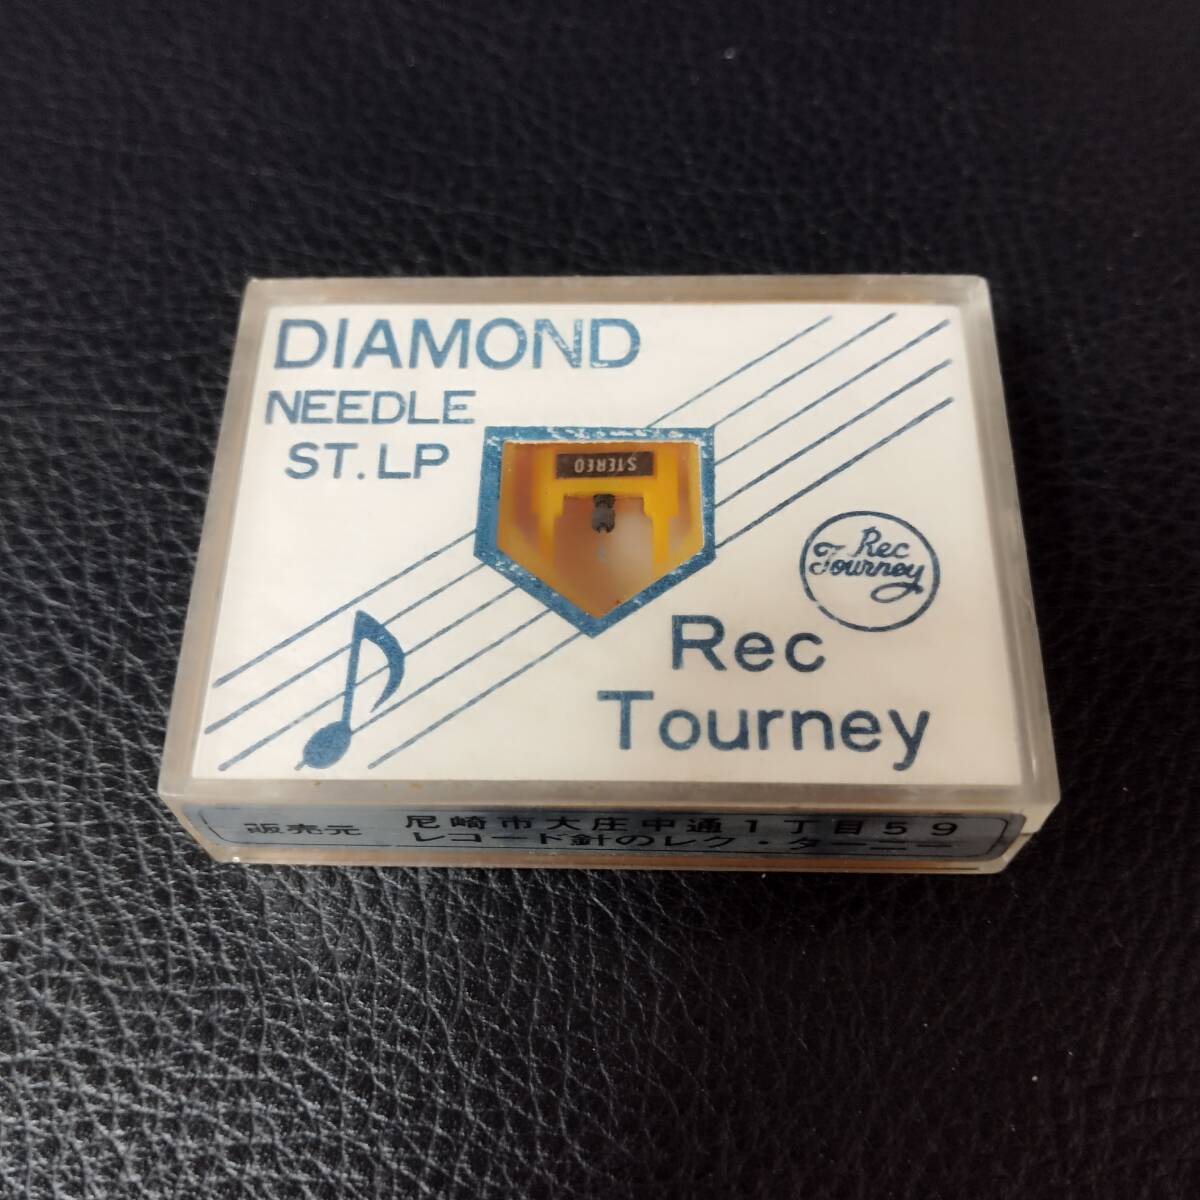 DIAMOND
NEEDLE
ST. LP
STEREO
Rec
Tourney
Rec
Tourney
販売元 尼崎市大庄中通1丁目59
レコード針のレク・ターニー